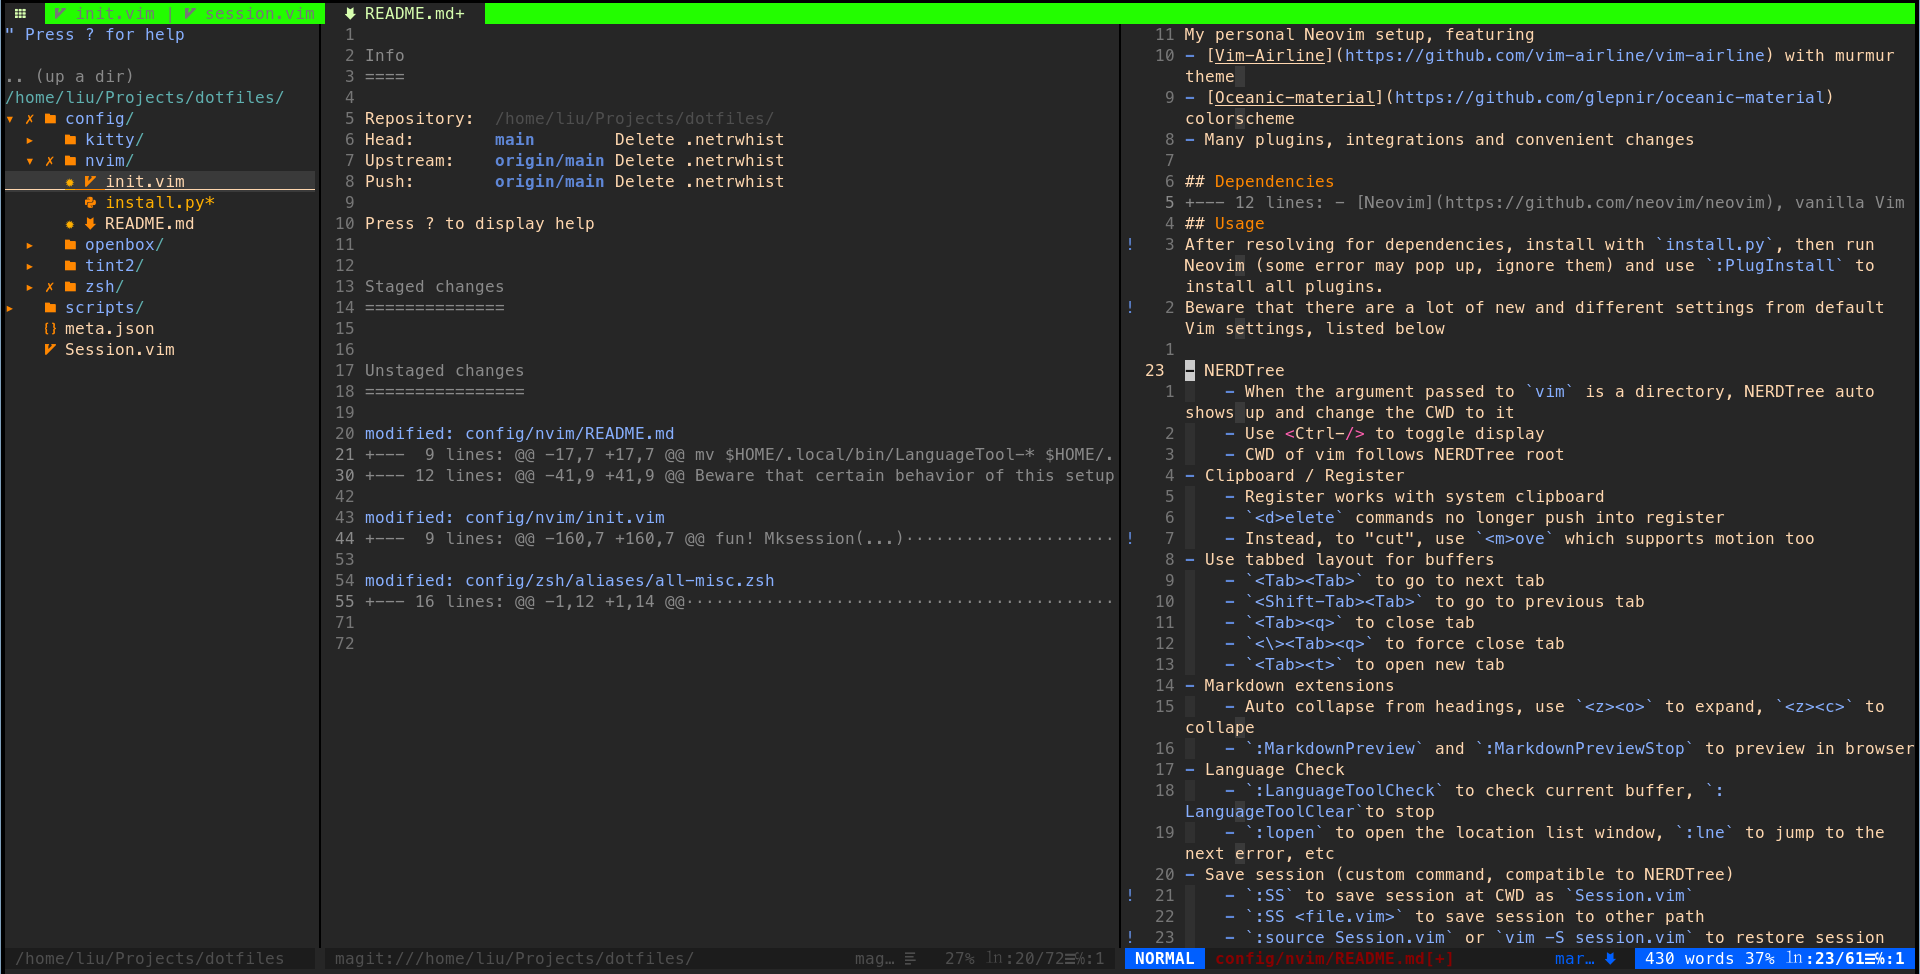 init.vim | session.vim README.md+
" Press ? for help
.. (up a dir)
/home/liu/Projects/dotfiles/
▾ ✗ config/
▸ kitty/
▾ ✗ nvim/
init.vim
install.py*
README.md
▸ openbox/
▸ tint2/
▸ ✗ zsh/
▸ scripts/
{} meta.json
Session.vim
/home/liu/Projects/dotfiles
1
2 Info
3 ====
4
5 Repository: /home/liu/Projects/dotfiles/
6 Head: main Delete .netrwhist
7 Upstream: origin/main Delete .netrwhist
8 Push: origin/main Delete .netrwhist
9
10 Press ? to display help
11
12
13 Staged changes
14 ==============
15
16
17 Unstaged changes
18 ================
19
20 modified: config/nvim/README.md
21 +--- 9 lines: @@ -17,7 +17,7 @@ mv $HOME/.local/bin/LanguageTool-* $HOME/.
30 +--- 12 lines: @@ -41,9 +41,9 @@ Beware that certain behavior of this setup
42
43 modified: config/nvim/init.vim
44 +--- 9 lines: @@ -160,7 +160,7 @@ fun! Mksession(...)·····················
53
54 modified: config/zsh/aliases/all-misc.zsh
55 +--- 16 lines: @@ -1,12 +1,14 @@···········································
71
72
magit:///home/liu/Projects/dotfiles/ mag… 27% ln:20/72☰℅:1
11 My personal Neovim setup, featuring
10 - [Vim-Airline](https://github.com/vim-airline/vim-airline) with murmur
theme
9 - [Oceanic-material](https://github.com/glepnir/oceanic-material)
colorscheme
8 - Many plugins, integrations and convenient changes
7
6 ## Dependencies
5 +--- 12 lines: - [Neovim](https://github.com/neovim/neovim), vanilla Vim
4 ## Usage
! 3 After resolving for dependencies, install with `install.py`, then run
Neovim (some error may pop up, ignore them) and use `:PlugInstall` to
install all plugins.
! 2 Beware that there are a lot of new and different settings from default
Vim settings, listed below
1
23 - NERDTree
1 - When the argument passed to `vim` is a directory, NERDTree auto
shows up and change the CWD to it
2 - Use <Ctrl-/> to toggle display
3 - CWD of vim follows NERDTree root
4 - Clipboard / Register
5 - Register works with system clipboard
6 - `<d>elete` commands no longer push into register
! 7 - Instead, to "cut", use `<m>ove` which supports motion too
8 - Use tabbed layout for buffers
9 - `<Tab><Tab>` to go to next tab
10 - `<Shift-Tab><Tab>` to go to previous tab
11 - `<Tab><q>` to close tab
12 - `<\><Tab><q>` to force close tab
13 - `<Tab><t>` to open new tab
14 - Markdown extensions
15 - Auto collapse from headings, use `<z><o>` to expand, `<z><c>` to
collape
16 - `:MarkdownPreview` and `:MarkdownPreviewStop` to preview in browser
17 - Language Check
18 - `:LanguageToolCheck` to check current buffer, `:
LanguageToolClear`to stop
19 - `:lopen` to open the location list window, `:lne` to jump to the
next error, etc
20 - Save session (custom command, compatible to NERDTree)
! 21 - `:SS` to save session at CWD as `Session.vim`
22 - `:SS <file.vim>` to save session to other path
! 23 - `:source Session.vim` or `vim -S session.vim` to restore session
NORMAL config/nvim/README.md[+] mar… 430 words 37% ln:23/61☰℅:1